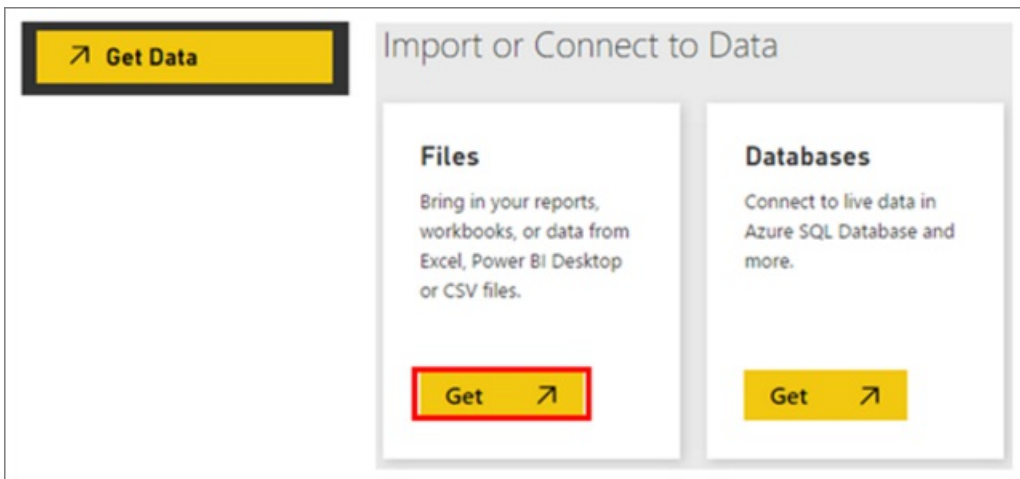 Get Data
Import or Connect to Data
Files
Bring in your reports,
workbooks, or data from
Excel, Power BI Desktop
or CSV files.
Get
Databases
Connect to live data in
Azure SQL Database and
more.
Get